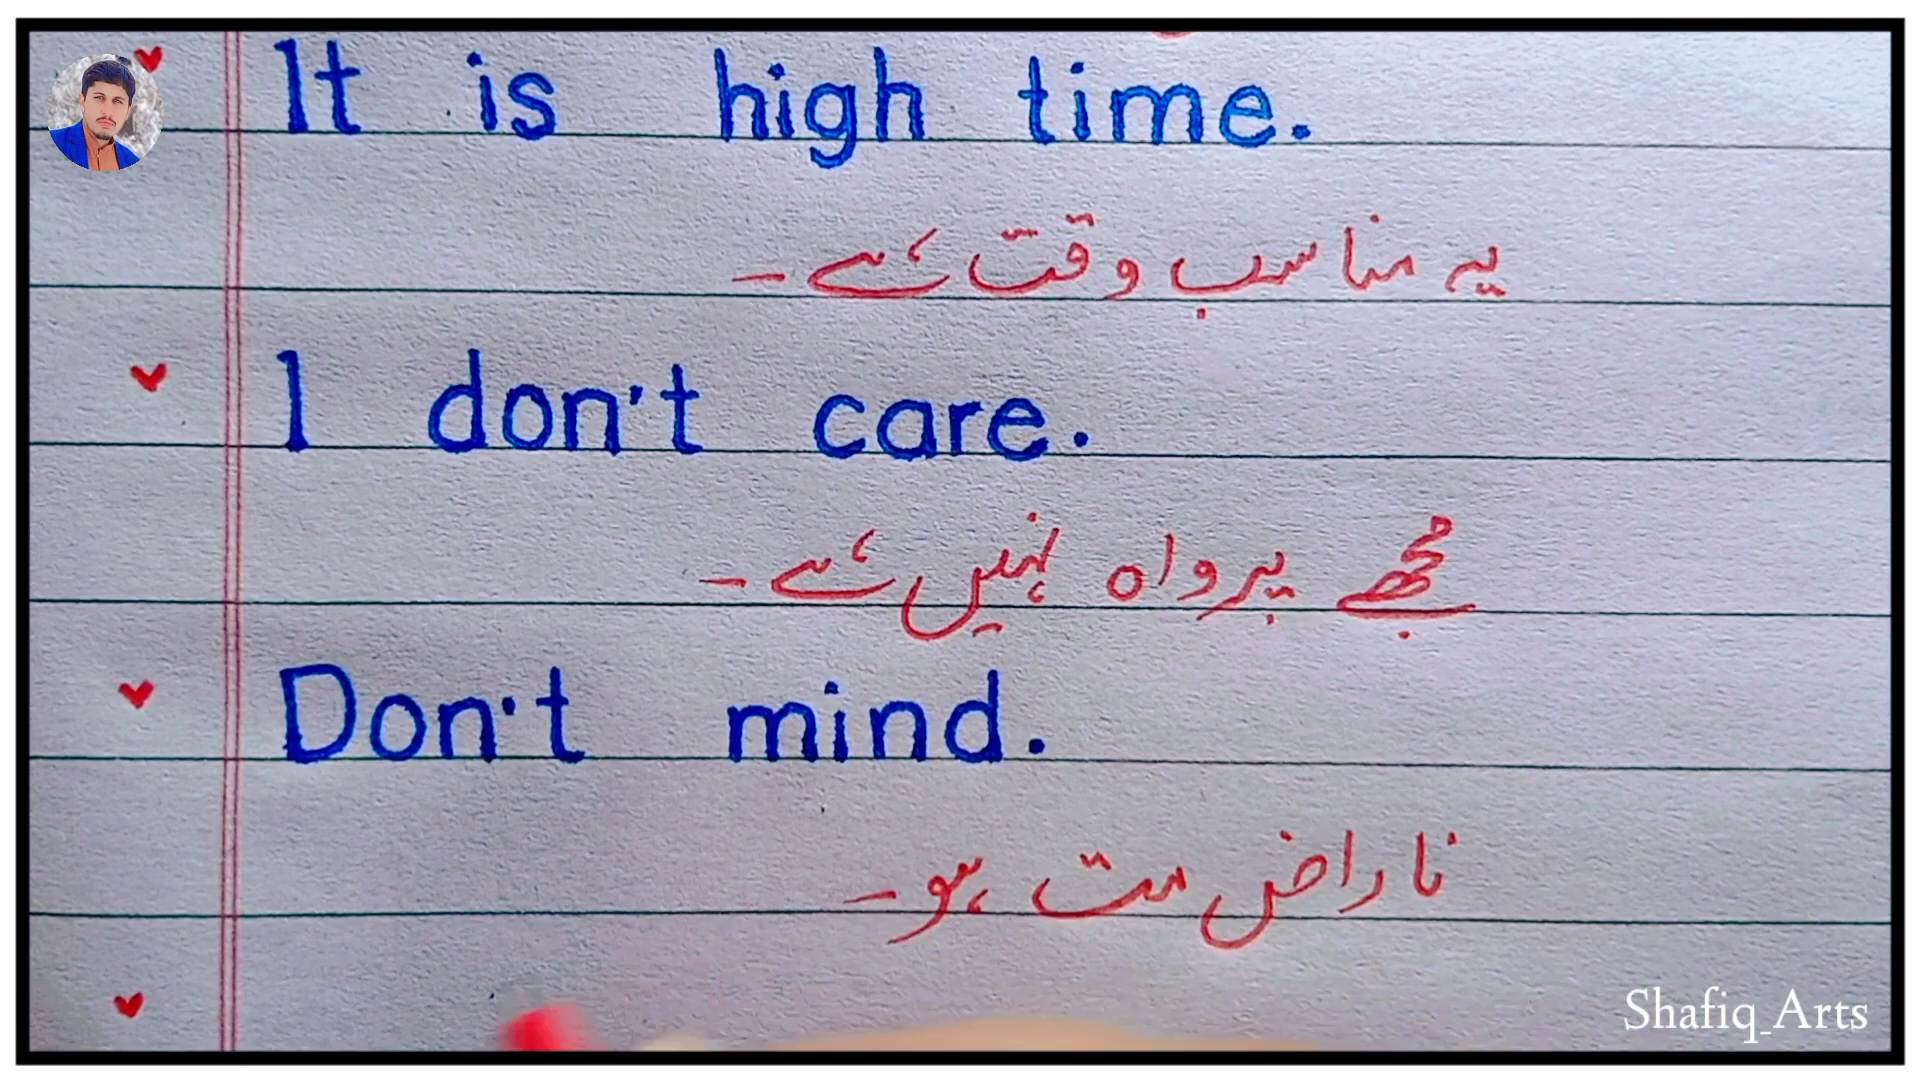 It is high time.
یہ مناسب وقت ہے۔
I don't care.
مجھے پرواہ نہیں ہے۔
Don't mind.
ناراض مت ہو۔
Shafiq_Arts